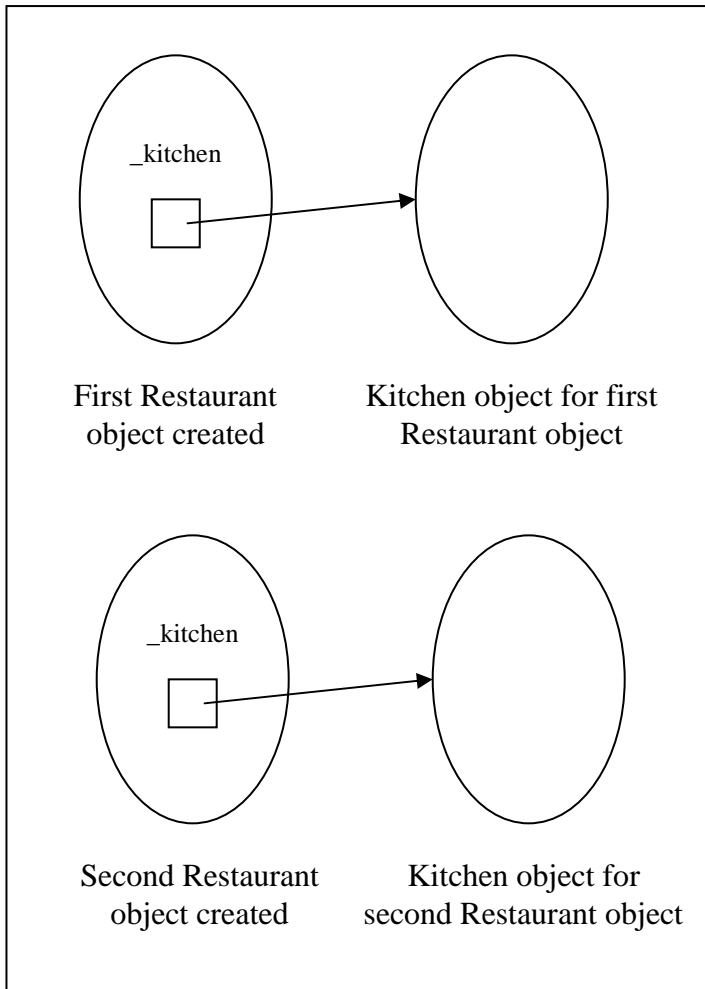 _kitchen
First Restaurant
object created
Kitchen object for first
Restaurant object
_kitchen
Second Restaurant
object created
Kitchen object for
second Restaurant object